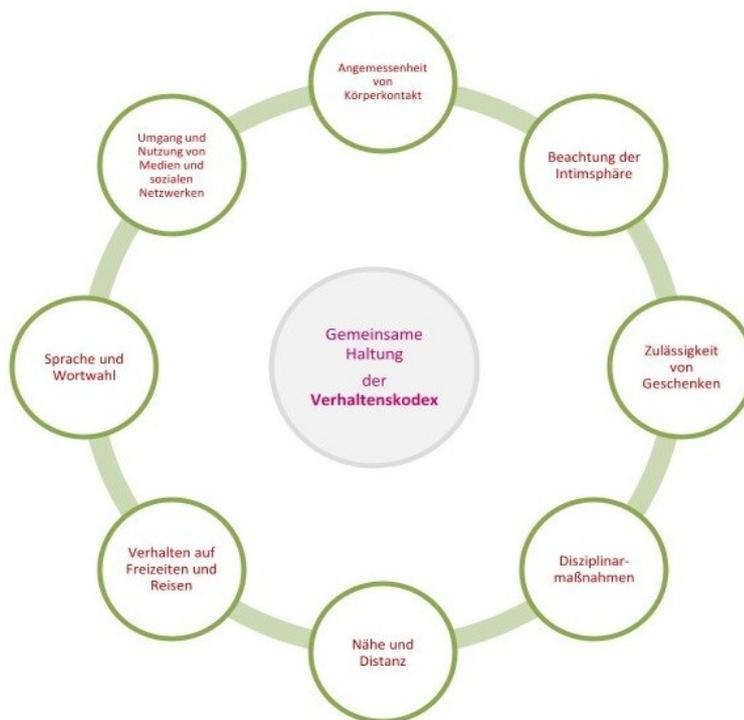 Angemessenheit
von
Körperkontakt
Beachtung der
Intimsphäre
Zulässigkeit
von
Geschenken
Disziplinar-
maßnahmen
Nähe und
Distanz
Verhalten auf
Freizeiten und
Reisen
Sprache und
Wortwahl
Umgang und
Nutzung von
Medien und
sozialen
Netzwerken
Gemeinsame
Haltung
der
Verhaltenskodex